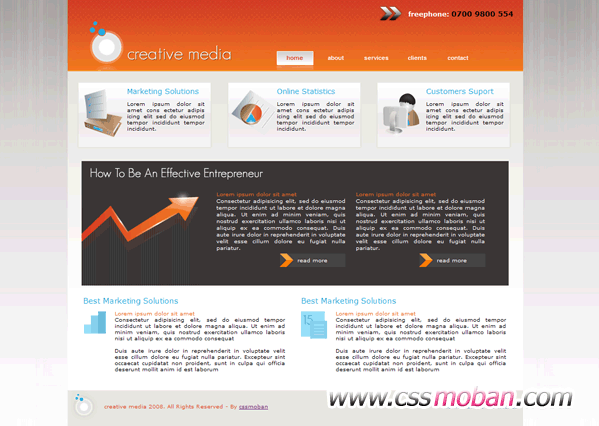 freephone: 0700 9800 554
creative media
home about services clients contact
Marketing Solutions
Lorem ipsum dolor sit
amet cons ectetur adipis
icing elit, sed do eiusmod
tempor incididunt tempor
incididunt.
Online Statistics
Lorem ipsum dolor sit
amet cons ectetur adipis
icing elit, sed do eiusmod
tempor incididunt tempor
incididunt.
Customers Suport
Lorem ipsum dolor sit
amet cons ectetur adipis
icing elit, sed do eiusmod
tempor incididunt tempor
incididunt.
How To Be An Effective Entrepreneur
Lorem ipsum dolor sit amet
Consectetur adipisicing elit, sed do eiusmod
tempor incididunt ut labore et dolore magna
aliqua. Ut enim ad minim veniam, quis
nostrud exercitation ullamco laboris nisi ut
aliquip ex ea commodo consequat. Duis
aute irure dolor in reprehenderit in voluptate
velit esse cillum dolore eu fugiat nulla
pariatur.
read more
Lorem ipsum dolor sit amet
Consectetur adipisicing elit, sed do eiusmod
tempor incididunt ut labore et dolore magna
aliqua. Ut enim ad minim veniam, quis
nostrud exercitation ullamco laboris nisi ut
aliquip ex ea commodo consequat. Duis
aute irure dolor in reprehenderit in voluptate
velit esse cillum dolore eu fugiat nulla
pariatur.
read more
Best Marketing Solutions
Lorem ipsum dolor sit amet
Consectetur adipisicing elit, sed do eiusmod
tempor incididunt ut labore et dolore magna
aliqua. Ut enim ad minim veniam, quis
nostrud exercitation ullamco laboris nisi ut
aliquip ex ea commodo consequat
Duis aute irure dolor in reprehenderit in voluptate velit
esse cillum dolore eu fugiat nulla pariatur. Excepteur sint
occaecat cupidatat non proident, sunt in culpa qui officia
deserunt mollit anim id est laborum
Best Marketing Solutions
15
Lorem ipsum dolor sit amet
Consectetur adipisicing elit, sed do eiusmod
tempor incididunt ut labore et dolore magna
aliqua. Ut enim ad minim veniam, quis
nostrud exercitation ullamco laboris nisi ut
aliquip ex ea commodo consequat
Duis aute irure dolor in reprehenderit in voluptate velit
esse cillum dolore eu fugiat nulla pariatur. Excepteur sint
occaecat cupidatat non proident, sunt in culpa qui officia
deserunt mollit anim id est laborum
creative media 2006. All Rights Reserved - By cssmoban
www.cssmoban.com